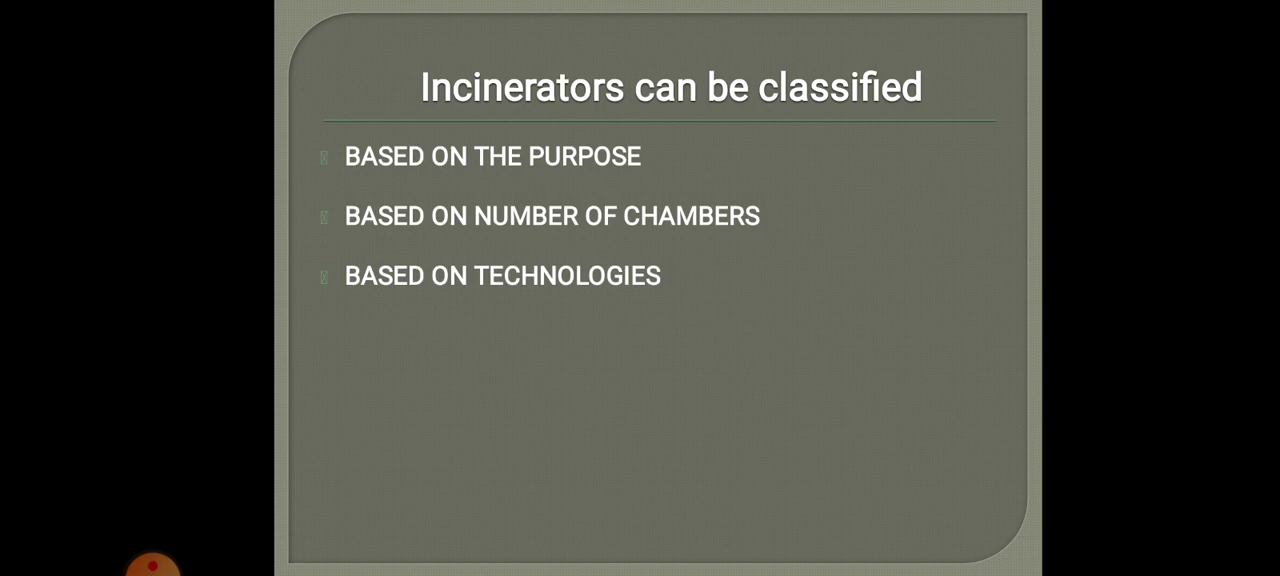 Incinerators can be classified
BASED ON THE PURPOSE
BASED ON NUMBER OF CHAMBERS
BASED ON TECHNOLOGIES